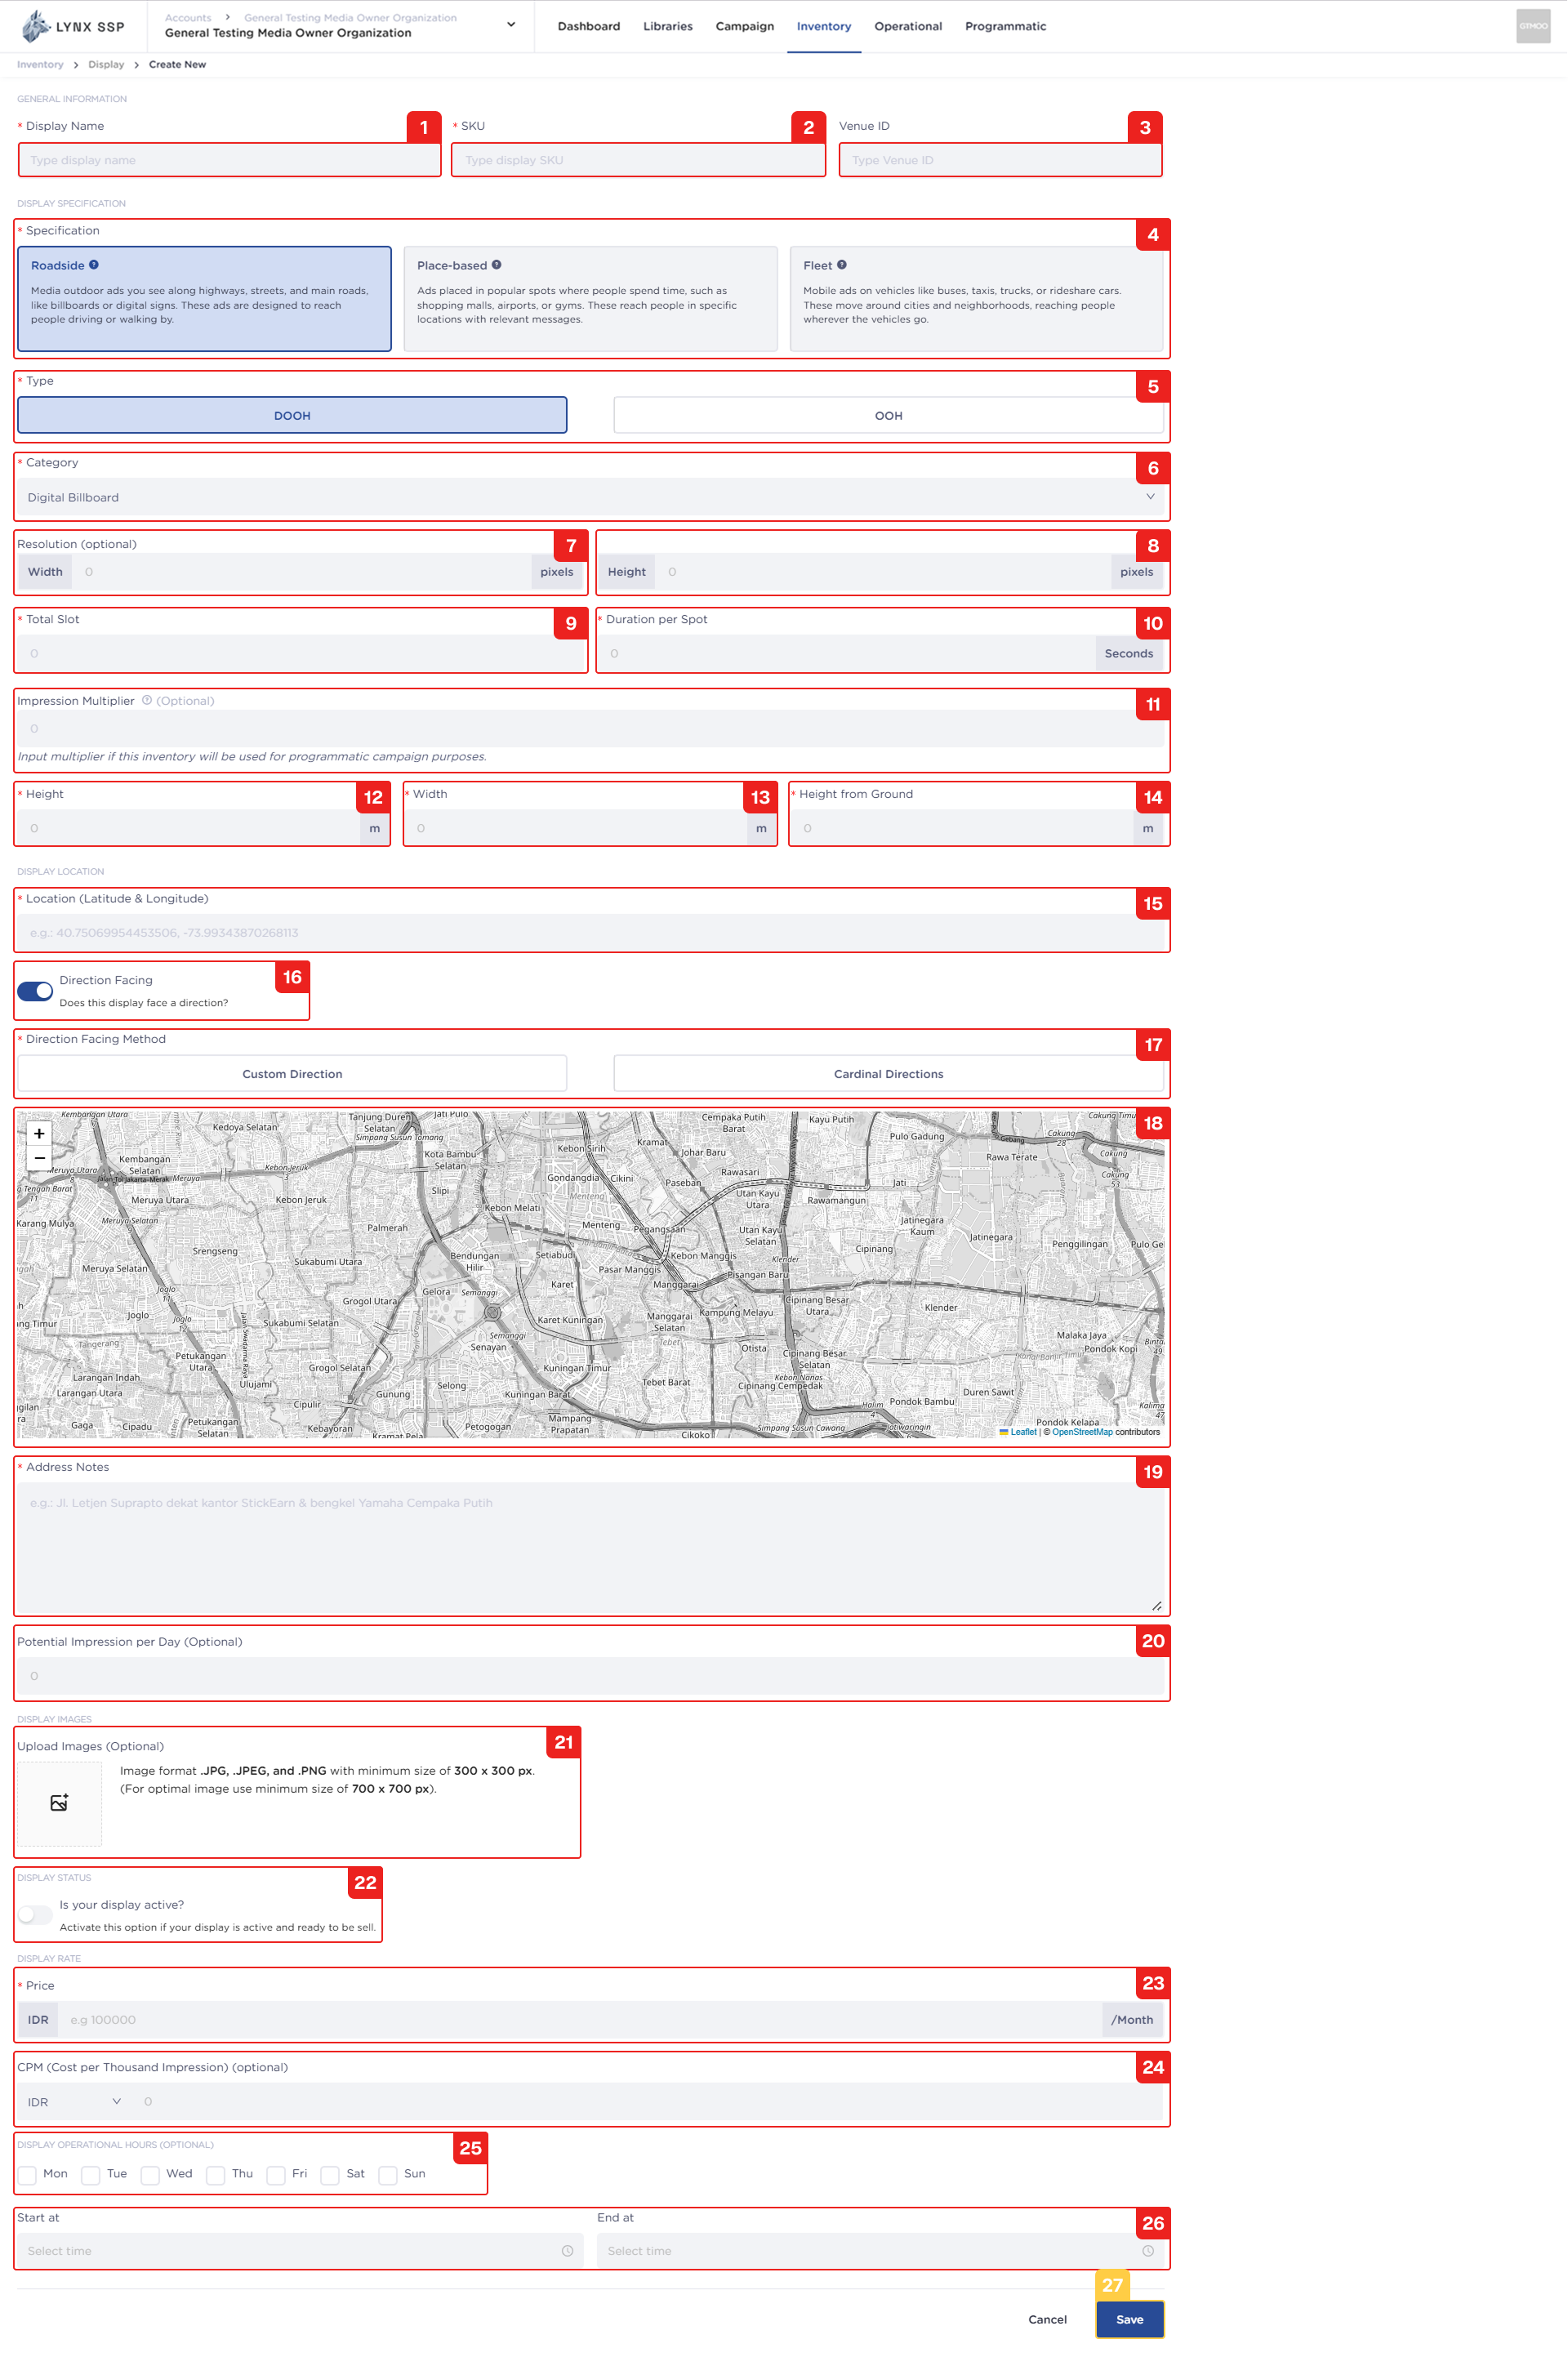 LYNX SSP
Accounts > General Testing Media Owner Organization
General Testing Media Owner Organization
Dashboard Libraries Campaign Inventory Operational Programmatic
GTMOO
Inventory > Display > Create New
GENERAL INFORMATION
* Display Name 1
Type display name
* SKU 2
Type display SKU
Venue ID 3
Type Venue ID
DISPLAY SPECIFICATION
* Specification 4
Roadside
Media outdoor ads you see along highways, streets, and main roads,
like billboards or digital signs. These ads are designed to reach
people driving or walking by.
Place-based
Ads placed in popular spots where people spend time, such as
shopping malls, airports, or gyms. These reach people in specific
locations with relevant messages.
Fleet
Mobile ads on vehicles like buses, taxis, trucks, or rideshare cars.
These move around cities and neighborhoods, reaching people
wherever the vehicles go.
* Type 5
DOOH OOH
* Category 6
Digital Billboard
Resolution (optional) 7 8
Width 0 pixels Height 0 pixels
* Total Slot 9
0
* Duration per Spot 10
0 Seconds
Impression Multiplier (Optional) 11
0
Input multiplier if this inventory will be used for programmatic campaign purposes.
* Height 12
0 m
* Width 13
0 m
* Height from Ground 14
0 m
DISPLAY LOCATION
* Location (Latitude & Longitude) 15
e.g.: 40.75069954453506, -73.99343870268113
Direction Facing 16
Does this display face a direction?
* Direction Facing Method 17
Custom Direction Cardinal Directions
18
+
−
Kembangan Utara
Kedoya Selatan
Tanjung Duren
Selatan
Simpang Susun Tomang
Jati Pulo
Cempaka Putih
Barat
Kayu Putih
Pulo Gadung
Cakung
28
Rawa Terate
Kembangan
Selatan
Meruya Utara
Kebon Jeruk
Kota Bambu
Selatan
Kebon Sirih
Kramat
Johar Baru
Rawasari
Gondangdia
Cikini
Paseban
Menteng
Slipi
Kebon Melati
Utan Kayu
Utara
Rawamangun
Jati
Meruya Utara
Kebon Jeruk
Karang Mulya
Meruya Selatan
Palmerah
Menteng
Pegangsaan
Utan Kayu
Selatan
Jatinegara
Kaum
Jatinegara
Penggilingan
Srengseng
Sukabumi Utara
Bendungan
Hilir
Setiabudi
Pasar Manggis
Kebon Manggis
Klender
Cipinang
Meruya Selatan
Joglo
Grogol Utara
Gelora
Semanggi
Karet
Manggarai
Pisangan Baru
Joglo
Sukabumi Selatan
Karet Kuningan
Manggarai
Selatan
Kampung Melayu
Cipinang Besar
Utara
Klender
Malaka Jaya
Pondok Kopi
Tangerang
Petukangan
Utara
Semanggi
Senayan
Tebet
Otista
Cipinang Besar
Selatan
Larangan Indah
Larangan Utara
Ulujami
Grogol Selatan
Kuningan Timur
Tebet Barat
Kebon Nanas
Cipinang Cempedak
Duren Sawit
Cipulir
Gunung
Selong
Kuningan Barat
Halim
Pondok Bambu
Gaga
Cipadu
Petukangan
Selatan
Kebayoran
Kramat Pela
Petogogan
Mampang
Prapatan
Cikoko
Simpang Susun Cawang
Jatiwaringin
Pondok Kelapa
Leaflet | © OpenStreetMap contributors
* Address Notes 19
e.g.: Jl. Letjen Suprapto dekat kantor StickEarn & bengkel Yamaha Cempaka Putih
Potential Impression per Day (Optional) 20
0
DISPLAY IMAGES
Upload Images (Optional) 21
Image format .JPG, .JPEG, and .PNG with minimum size of 300 x 300 px.
(For optimal image use minimum size of 700 x 700 px).
DISPLAY STATUS 22
Is your display active?
Activate this option if your display is active and ready to be sell.
DISPLAY RATE
* Price 23
IDR e.g 100000 /Month
CPM (Cost per Thousand Impression) (optional) 24
IDR 0
DISPLAY OPERATIONAL HOURS (OPTIONAL) 25
Mon Tue Wed Thu Fri Sat Sun
Start at End at 26
Select time Select time
27
Cancel Save